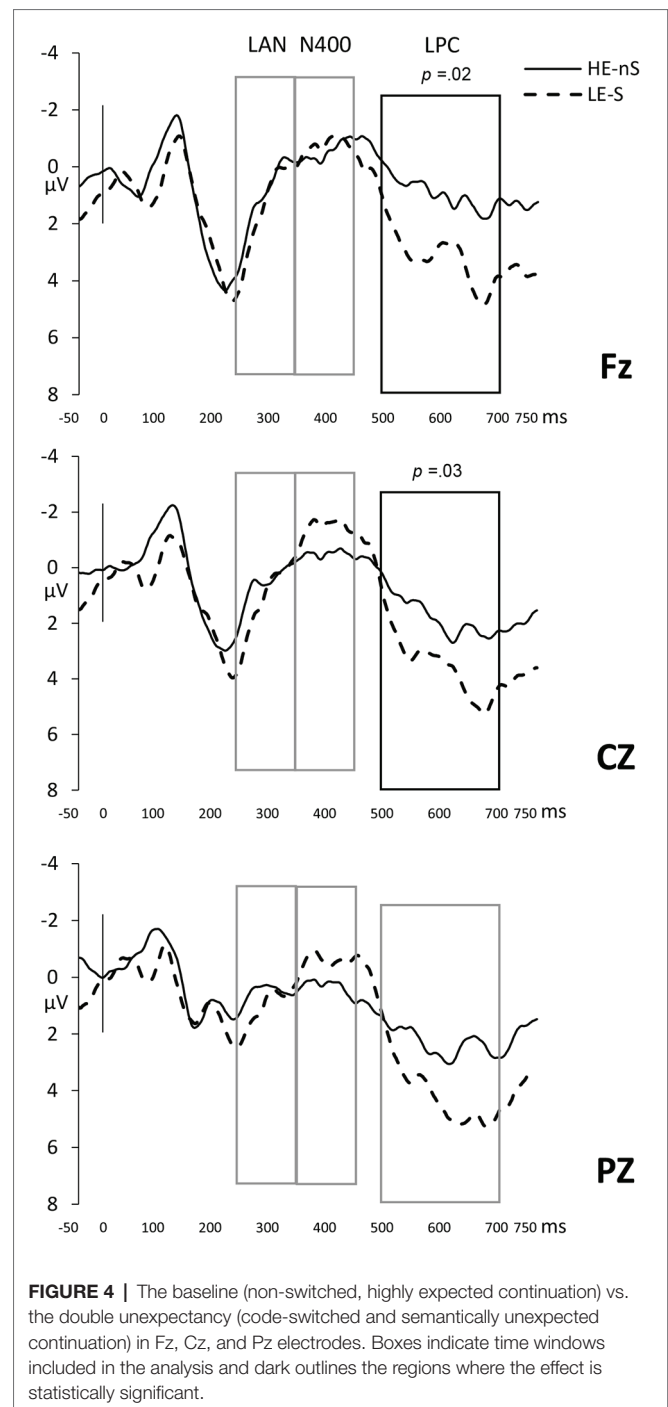 LAN N400 LPC
p =.02
HE-nS
LE-S
-4
-2
0
µV
2
4
6
8
Fz
-50 0 100 200 300 400 500 600 700 750 ms
p =.03
-4
-2
0
µV
2
4
6
8
CZ
-50 0 100 200 300 400 500 600 700 750 ms
-4
-2
0
µV
2
4
6
8
PZ
-50 0 100 200 300 400 500 600 700 750 ms
FIGURE 4 | The baseline (non-switched, highly expected continuation) vs.
the double unexpectancy (code-switched and semantically unexpected
continuation) in Fz, Cz, and Pz electrodes. Boxes indicate time windows
included in the analysis and dark outlines the regions where the effect is
statistically significant.